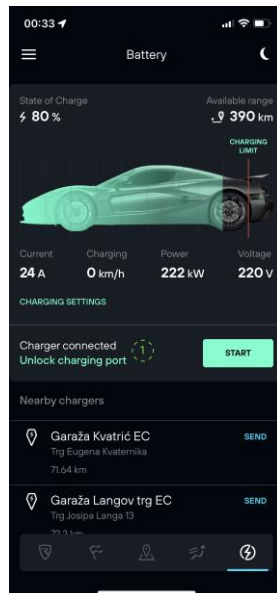 00:33
Battery
State of Charge
Available range
80 %
390 km
CHARGING
LIMIT
Current
Charging
Power
Voltage
24 A
0 km/h
222 kW
220 V
CHARGING SETTINGS
Charger connected
Unlock charging port
1
START
Nearby chargers
Garaža Kvatrić EC
SEND
Trg Eugena Kvaternika
71.64 km
Garaža Langov trg EC
SEND
Trg Josipa Langa 13